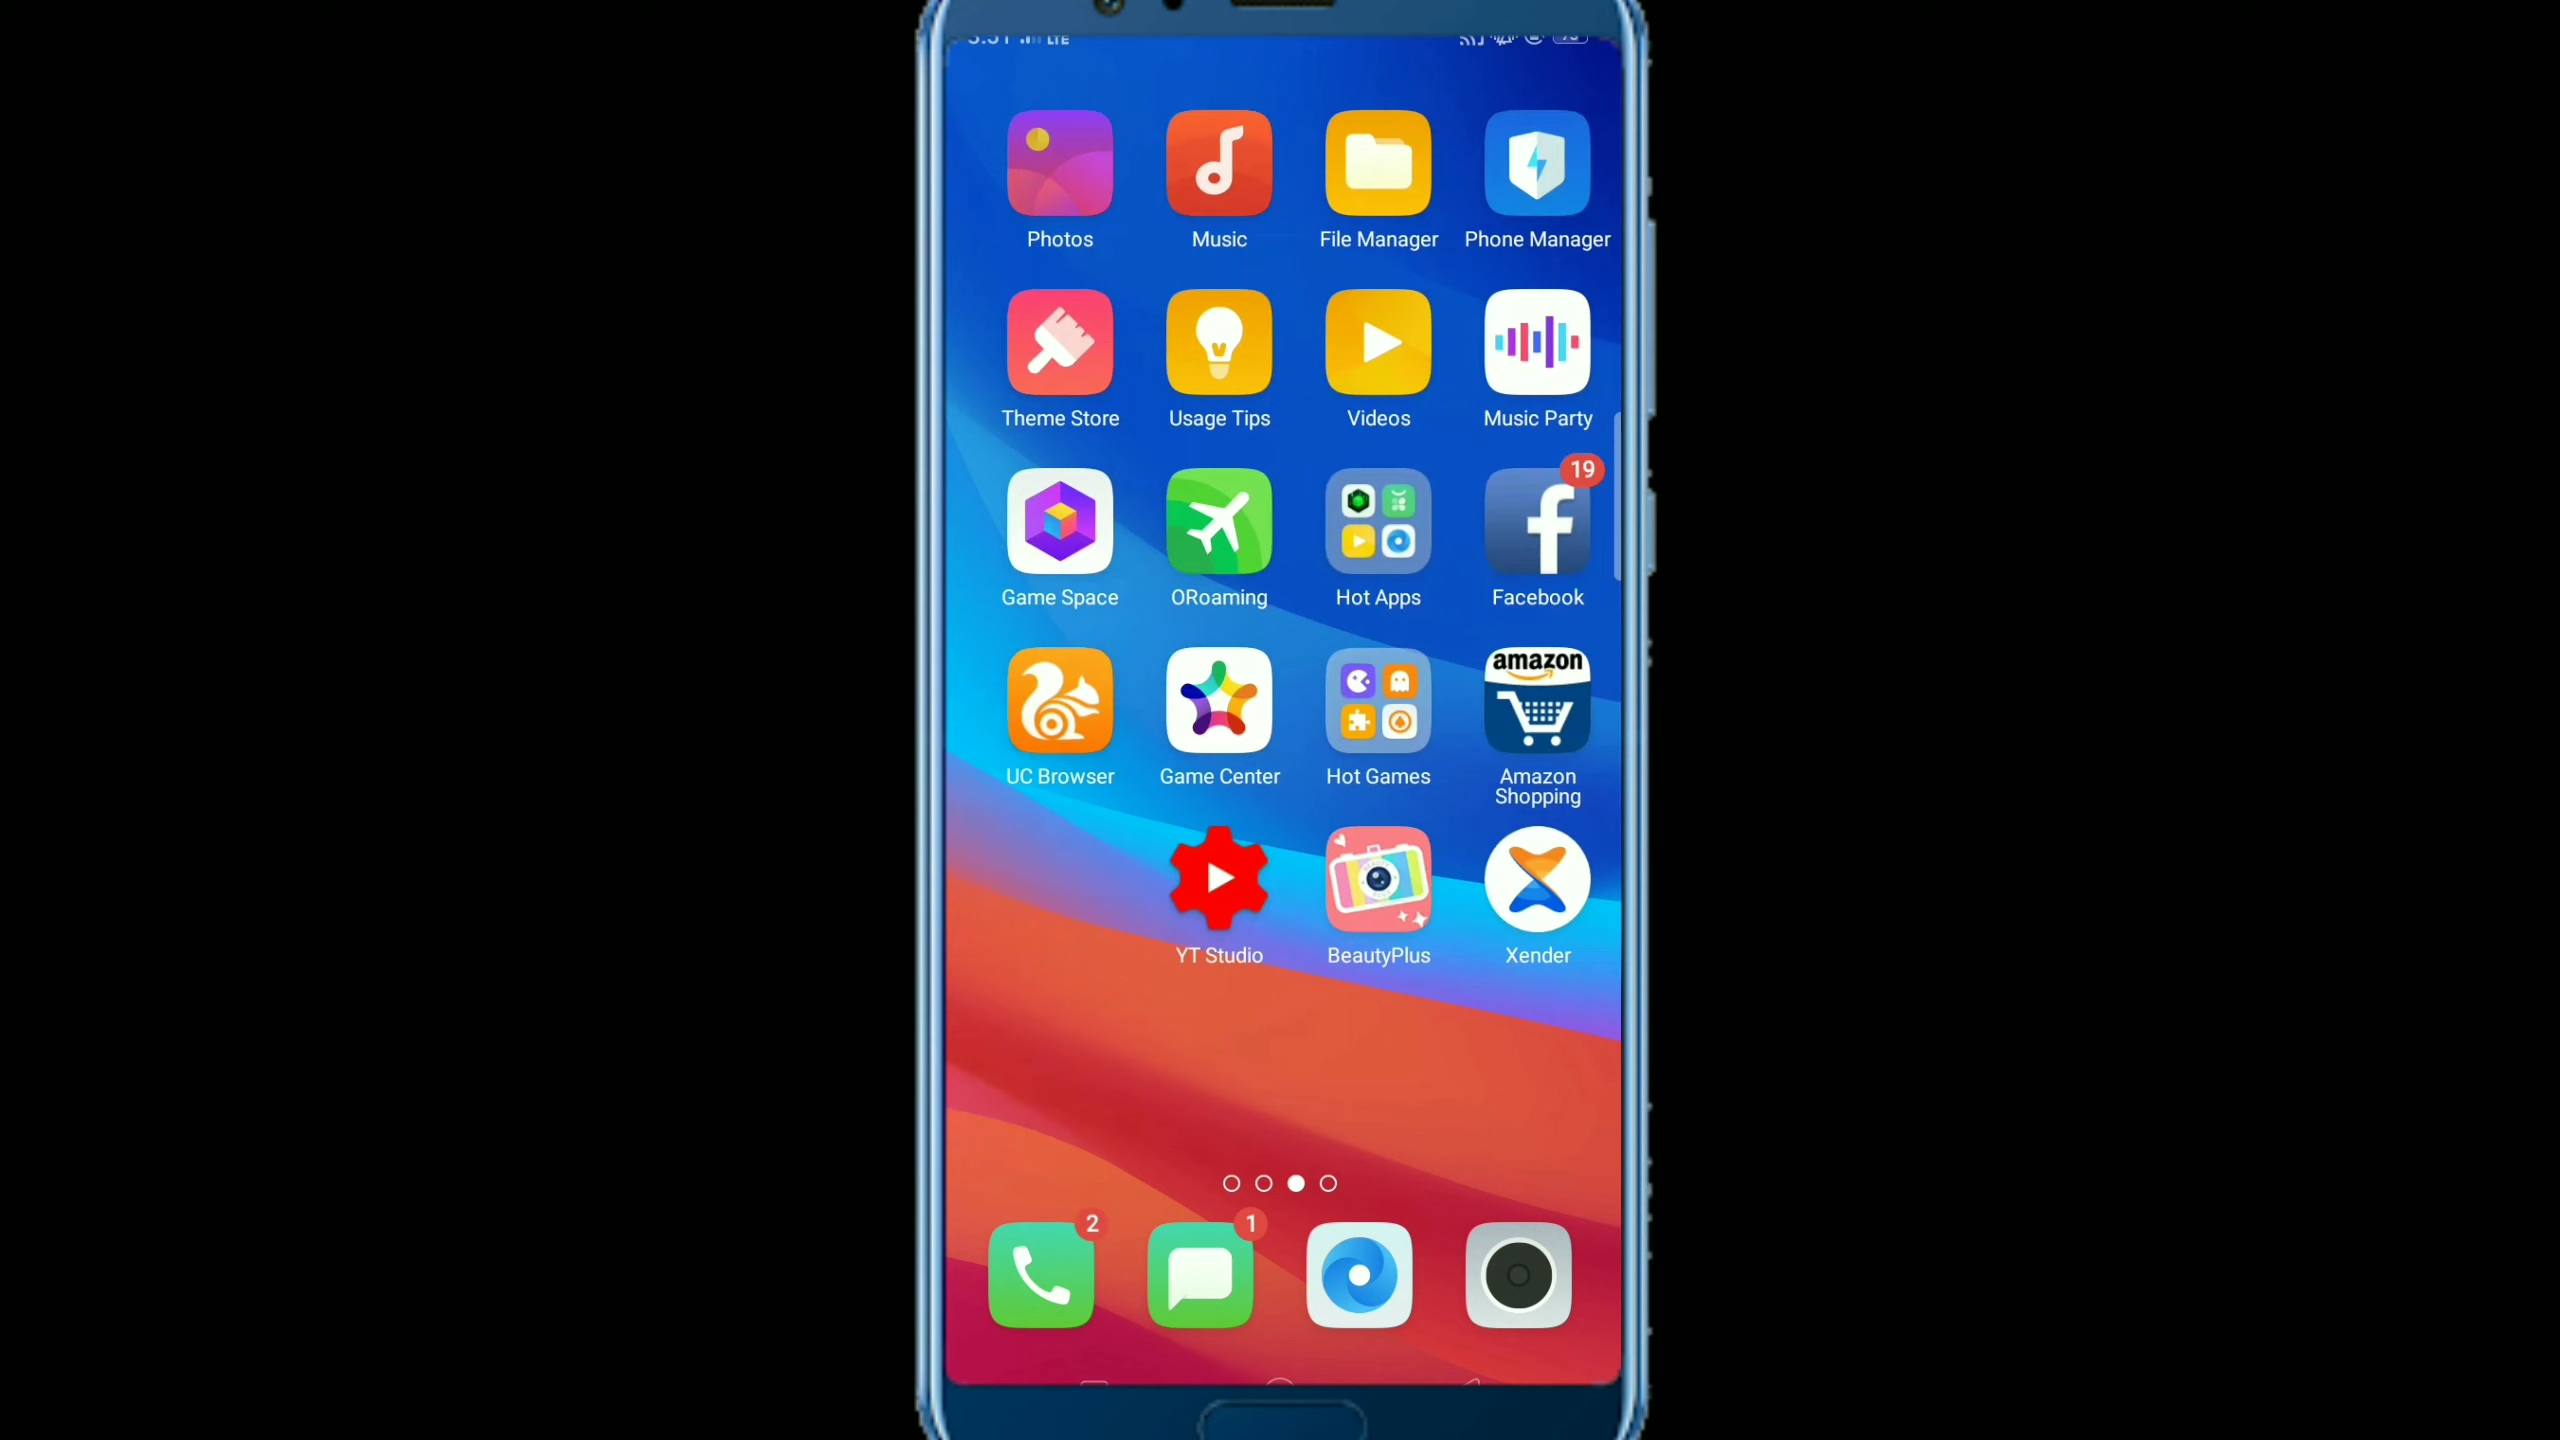 LTE
Photos Music File Manager Phone Manager
Theme Store Usage Tips Videos Music Party
19
Game Space ORoaming Hot Apps Facebook
amazon
UC Browser Game Center Hot Games Amazon
Shopping
YT Studio BeautyPlus Xender
2 1